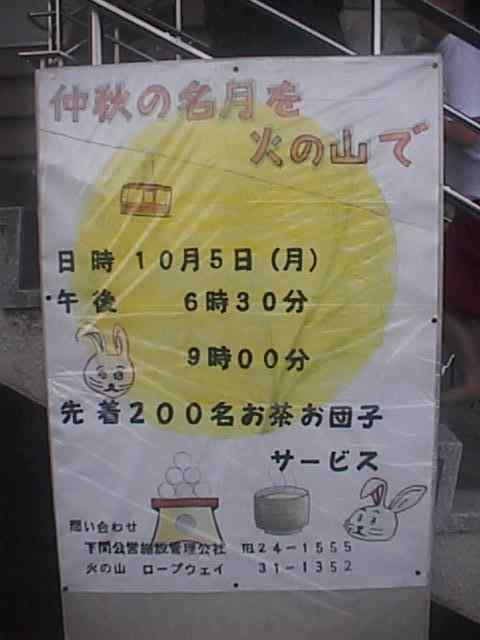 仲秋の名月を
火の山で
日時 10月5日(月)
午後 6時30分
9時00分
先着200名お茶お団子
サービス
問い合わせ
下関公営施設管理公社 ☎24-1555
火の山 ロープウェイ 31-1352